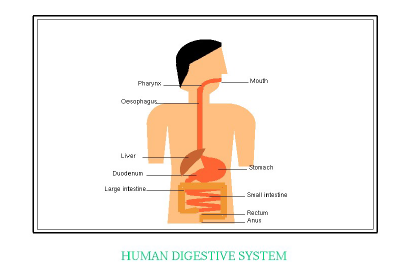 Pharynx
Mouth
Oesophagus
Liver
Stomach
Duodenum
Large intestine
Small intestine
Rectum
Anus
HUMAN DIGESTIVE SYSTEM